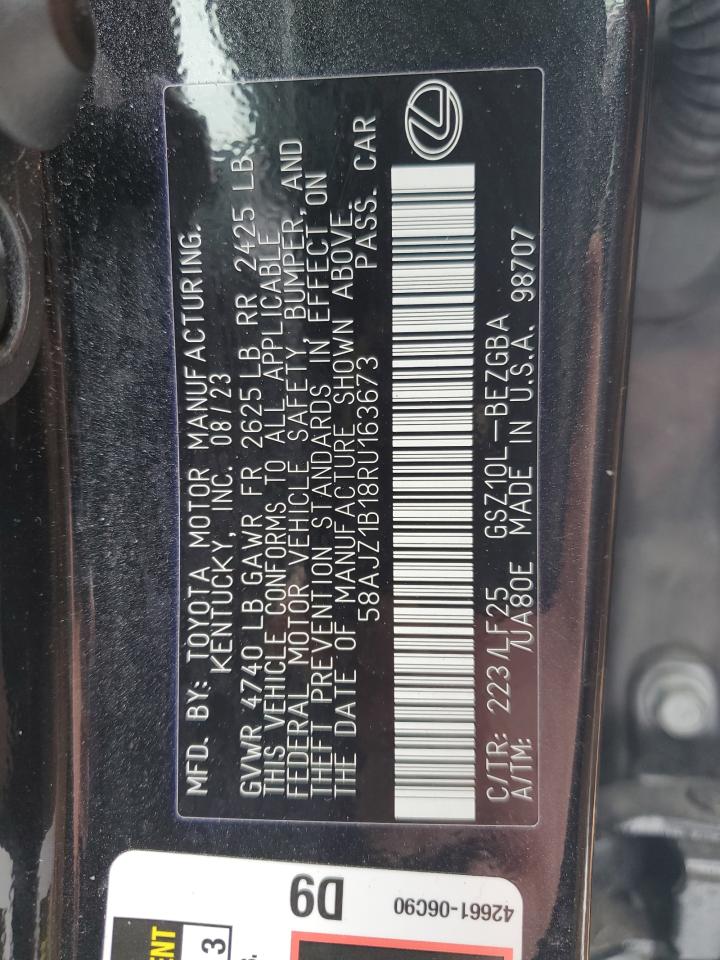 MFD. BY: TOYOTA MOTOR MANUFACTURING.
KENTUCKY, INC. 08/23
GVWR 4740 LB GAWR FR 2625 LB RR 2425 LB
THIS VEHICLE CONFORMS TO ALL APPLICABLE
FEDERAL MOTOR VEHICLE SAFETY, BUMPER, AND
THEFT PREVENTION STANDARDS IN EFFECT ON
THE DATE OF MANUFACTURE SHOWN ABOVE.
58AJZ1B18RU163673 PASS. CAR
C/TR: 223/LF25 GSZ10L-BEZGBA
A/TM: /UA80E MADE IN U.S.A. 98707
D9
42661-06C90
3